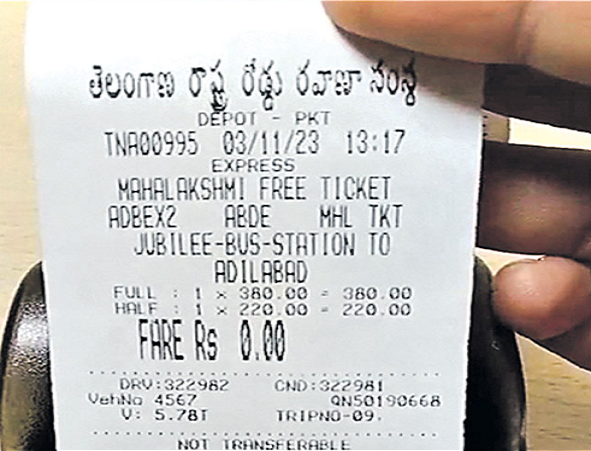 తెలంగాణ రాష్ట్ర రోడ్డు రవాణా సంస్థ
DEPOT - PKT
TNA00995 03/11/23 13:17
EXPRESS
MAHALAKSHMI FREE TICKET
ADBEX2 ABDE MHL TKT
JUBILEE-BUS-STATION TO
ADILABAD
FULL : 1 × 380.00 = 380.00
HALF : 1 × 220.00 = 220.00
FARE Rs 0.00
DRV:322982 CND:322981
VehNo 4567 QN50190668
V: 5.78T TRIPNO-09.
NOT TRANSFERABLE